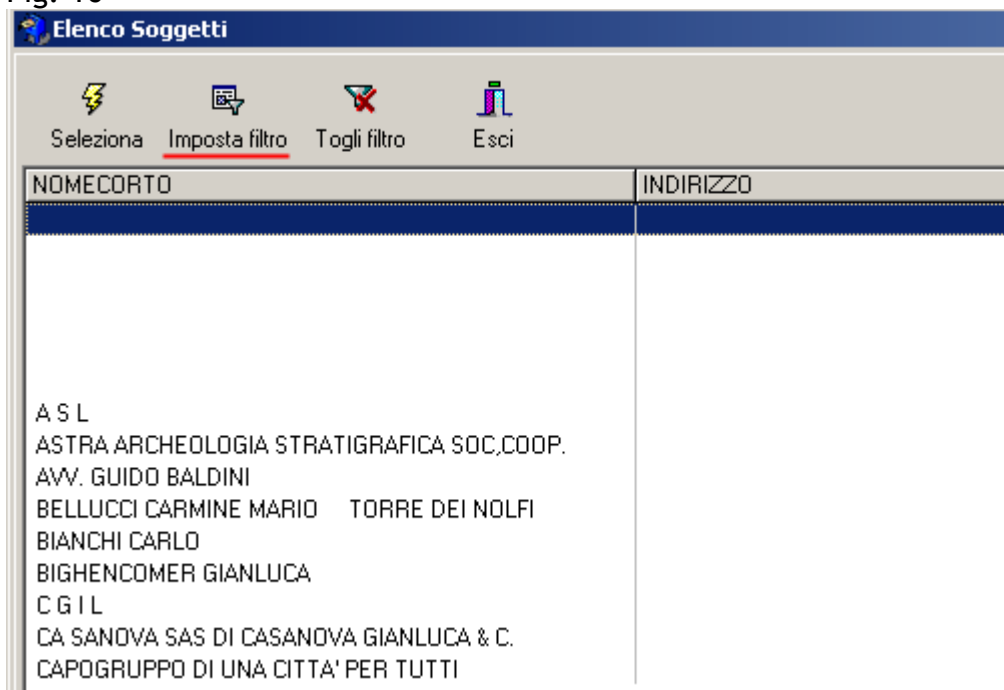 Elenco Soggetti
Seleziona Imposta filtro Togli filtro Esci
NOMECORTO INDIRIZZO
A S L
ASTRA ARCHEOLOGIA STRATIGRAFICA SOC,COOP.
AVV. GUIDO BALDINI
BELLUCCI CARMINE MARIO TORRE DEI NOLFI
BIANCHI CARLO
BIGHENCOMER GIANLUCA
C G I L
CA SANOVA SAS DI CASANOVA GIANLUCA & C.
CAPOGRUPPO DI UNA CITTA' PER TUTTI